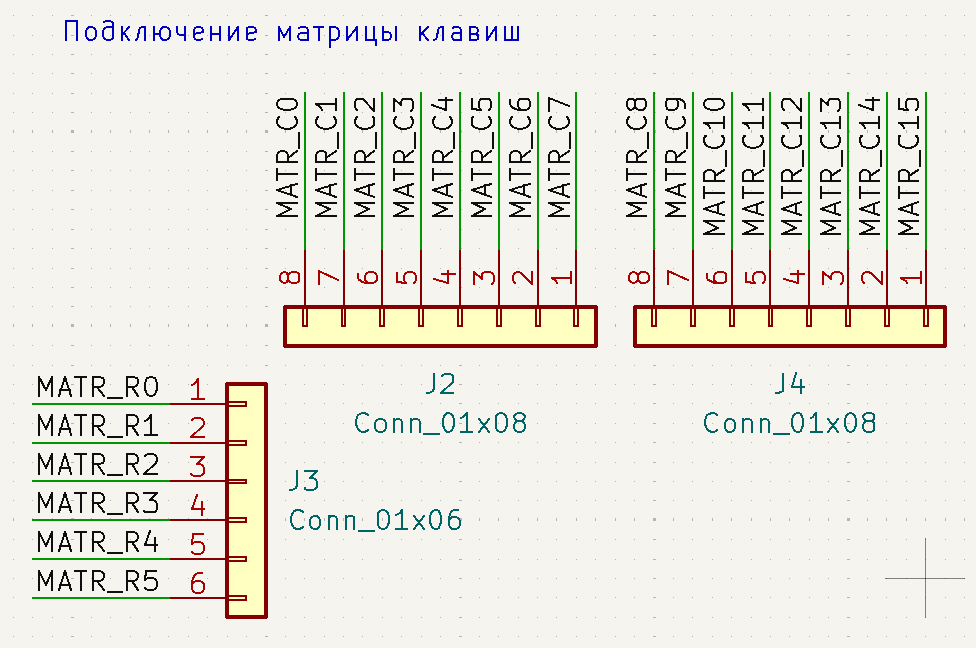 Подключение матрицы клавиш
MATR_C0 MATR_C1 MATR_C2 MATR_C3 MATR_C4 MATR_C5 MATR_C6 MATR_C7
8 7 6 5 4 3 2 1
J2
Conn_01x08
MATR_C8 MATR_C9 MATR_C10 MATR_C11 MATR_C12 MATR_C13 MATR_C14 MATR_C15
8 7 6 5 4 3 2 1
J4
Conn_01x08
MATR_R0 1
MATR_R1 2
MATR_R2 3
MATR_R3 4
MATR_R4 5
MATR_R5 6
J3
Conn_01x06